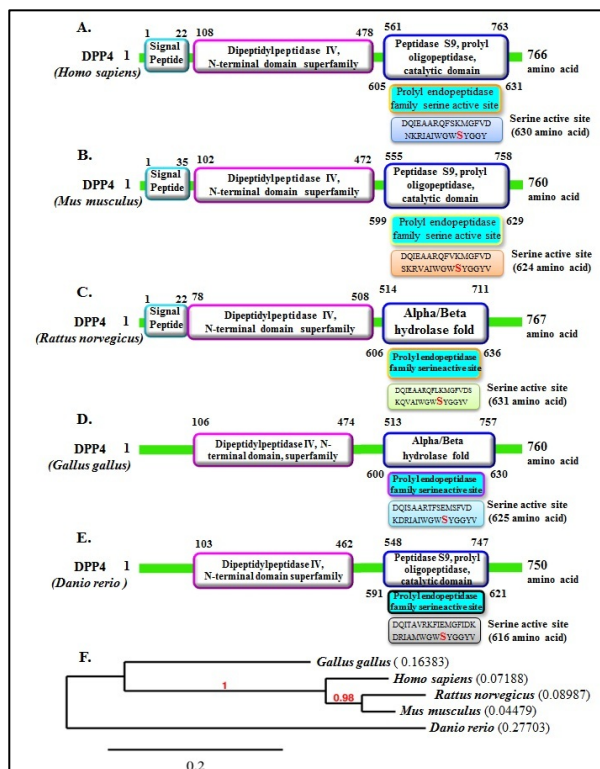 A.
1 22 108 478 561 763
DPP4 1 Signal Peptide Dipeptidylpeptidase IV, N-terminal domain superfamily Peptidase S9, prolyl oligopeptidase, catalytic domain 766 amino acid
(Homo sapiens)
605 Prolyl endopeptidase family serine active site 631
DQIEAARQFSKMGFVD
NKRIAIWGWSYGGY
Serine active site
(630 amino acid)
B.
1 35 102 472 555 758
DPP4 1 Signal Peptide Dipeptidylpeptidase IV, N-terminal domain superfamily Peptidase S9, prolyl oligopeptidase, catalytic domain 760 amino acid
(Mus musculus)
599 Prolyl endopeptidase family serine active site 629
DQIEAARQFVKMGFVD
SKRVAIWGWSYGGYV
Serine active site
(624 amino acid)
C.
1 22 78 508 514 711
DPP4 1 Signal Peptide Dipeptidylpeptidase IV, N-terminal domain superfamily Alpha/Beta hydrolase fold 767 amino acid
(Rattus norvegicus)
606 Prolyl endopeptidase family serine active site 636
DQIEAARQFLKMGFVDS
KQVAIWGWSYGGYV
Serine active site
(631 amino acid)
D.
106 474 513 757
DPP4 1 Dipeptidylpeptidase IV, N-terminal domain, superfamily Alpha/Beta hydrolase fold 760 amino acid
(Gallus gallus)
600 Prolyl endopeptidase family serine active site 630
DQISAARTFSEMSFVD
KDRIAIWGWSYGGYV
Serine active site
(625 amino acid)
E.
103 462 548 747
DPP4 1 Dipeptidylpeptidase IV, N-terminal domain superfamily Peptidase S9, prolyl oligopeptidase, catalytic domain 750 amino acid
(Danio rerio )
591 Prolyl endopeptidase family serine active site 621
DQITAVRKFIEMGFIDK
DRIAMWGWSYGGYV
Serine active site
(616 amino acid)
F.
Gallus gallus ( 0.16383)
1
Homo sapiens (0.07188)
0.98
Rattus norvegicus (0.08987)
Mus musculus (0.04479)
Danio rerio (0.27703)
0.2